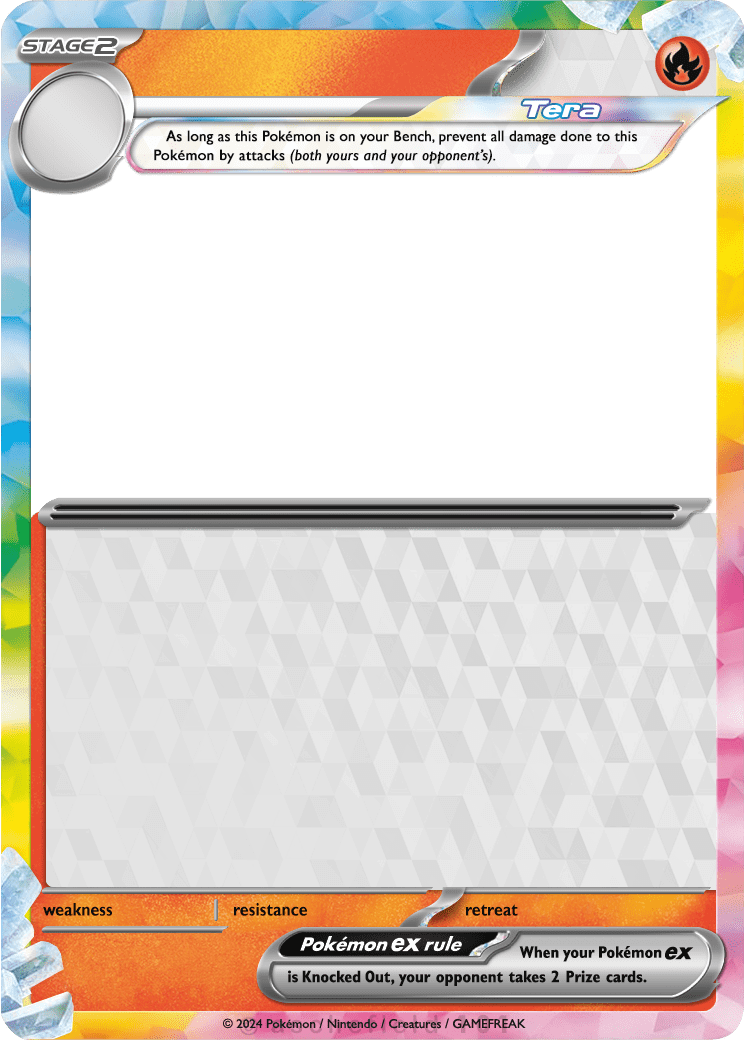 STAGE2
Tera
As long as this Pokémon is on your Bench, prevent all damage done to this
Pokémon by attacks (both yours and your opponent's).
weakness resistance retreat
Pokémon ex rule When your Pokémon ex
is Knocked Out, your opponent takes 2 Prize cards.
© 2024 Pokémon / Nintendo / Creatures / GAMEFREAK